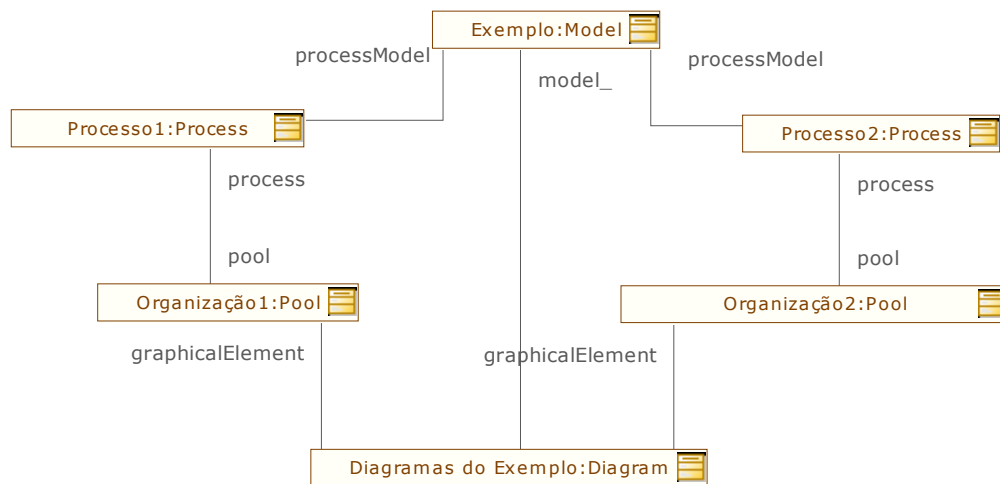 Exemplo:Model
processModel
processModel
model_
Processo1:Process
Processo2:Process
process
process
pool
pool
Organização1:Pool
Organização2:Pool
graphicalElement
graphicalElement
Diagramas do Exemplo:Diagram